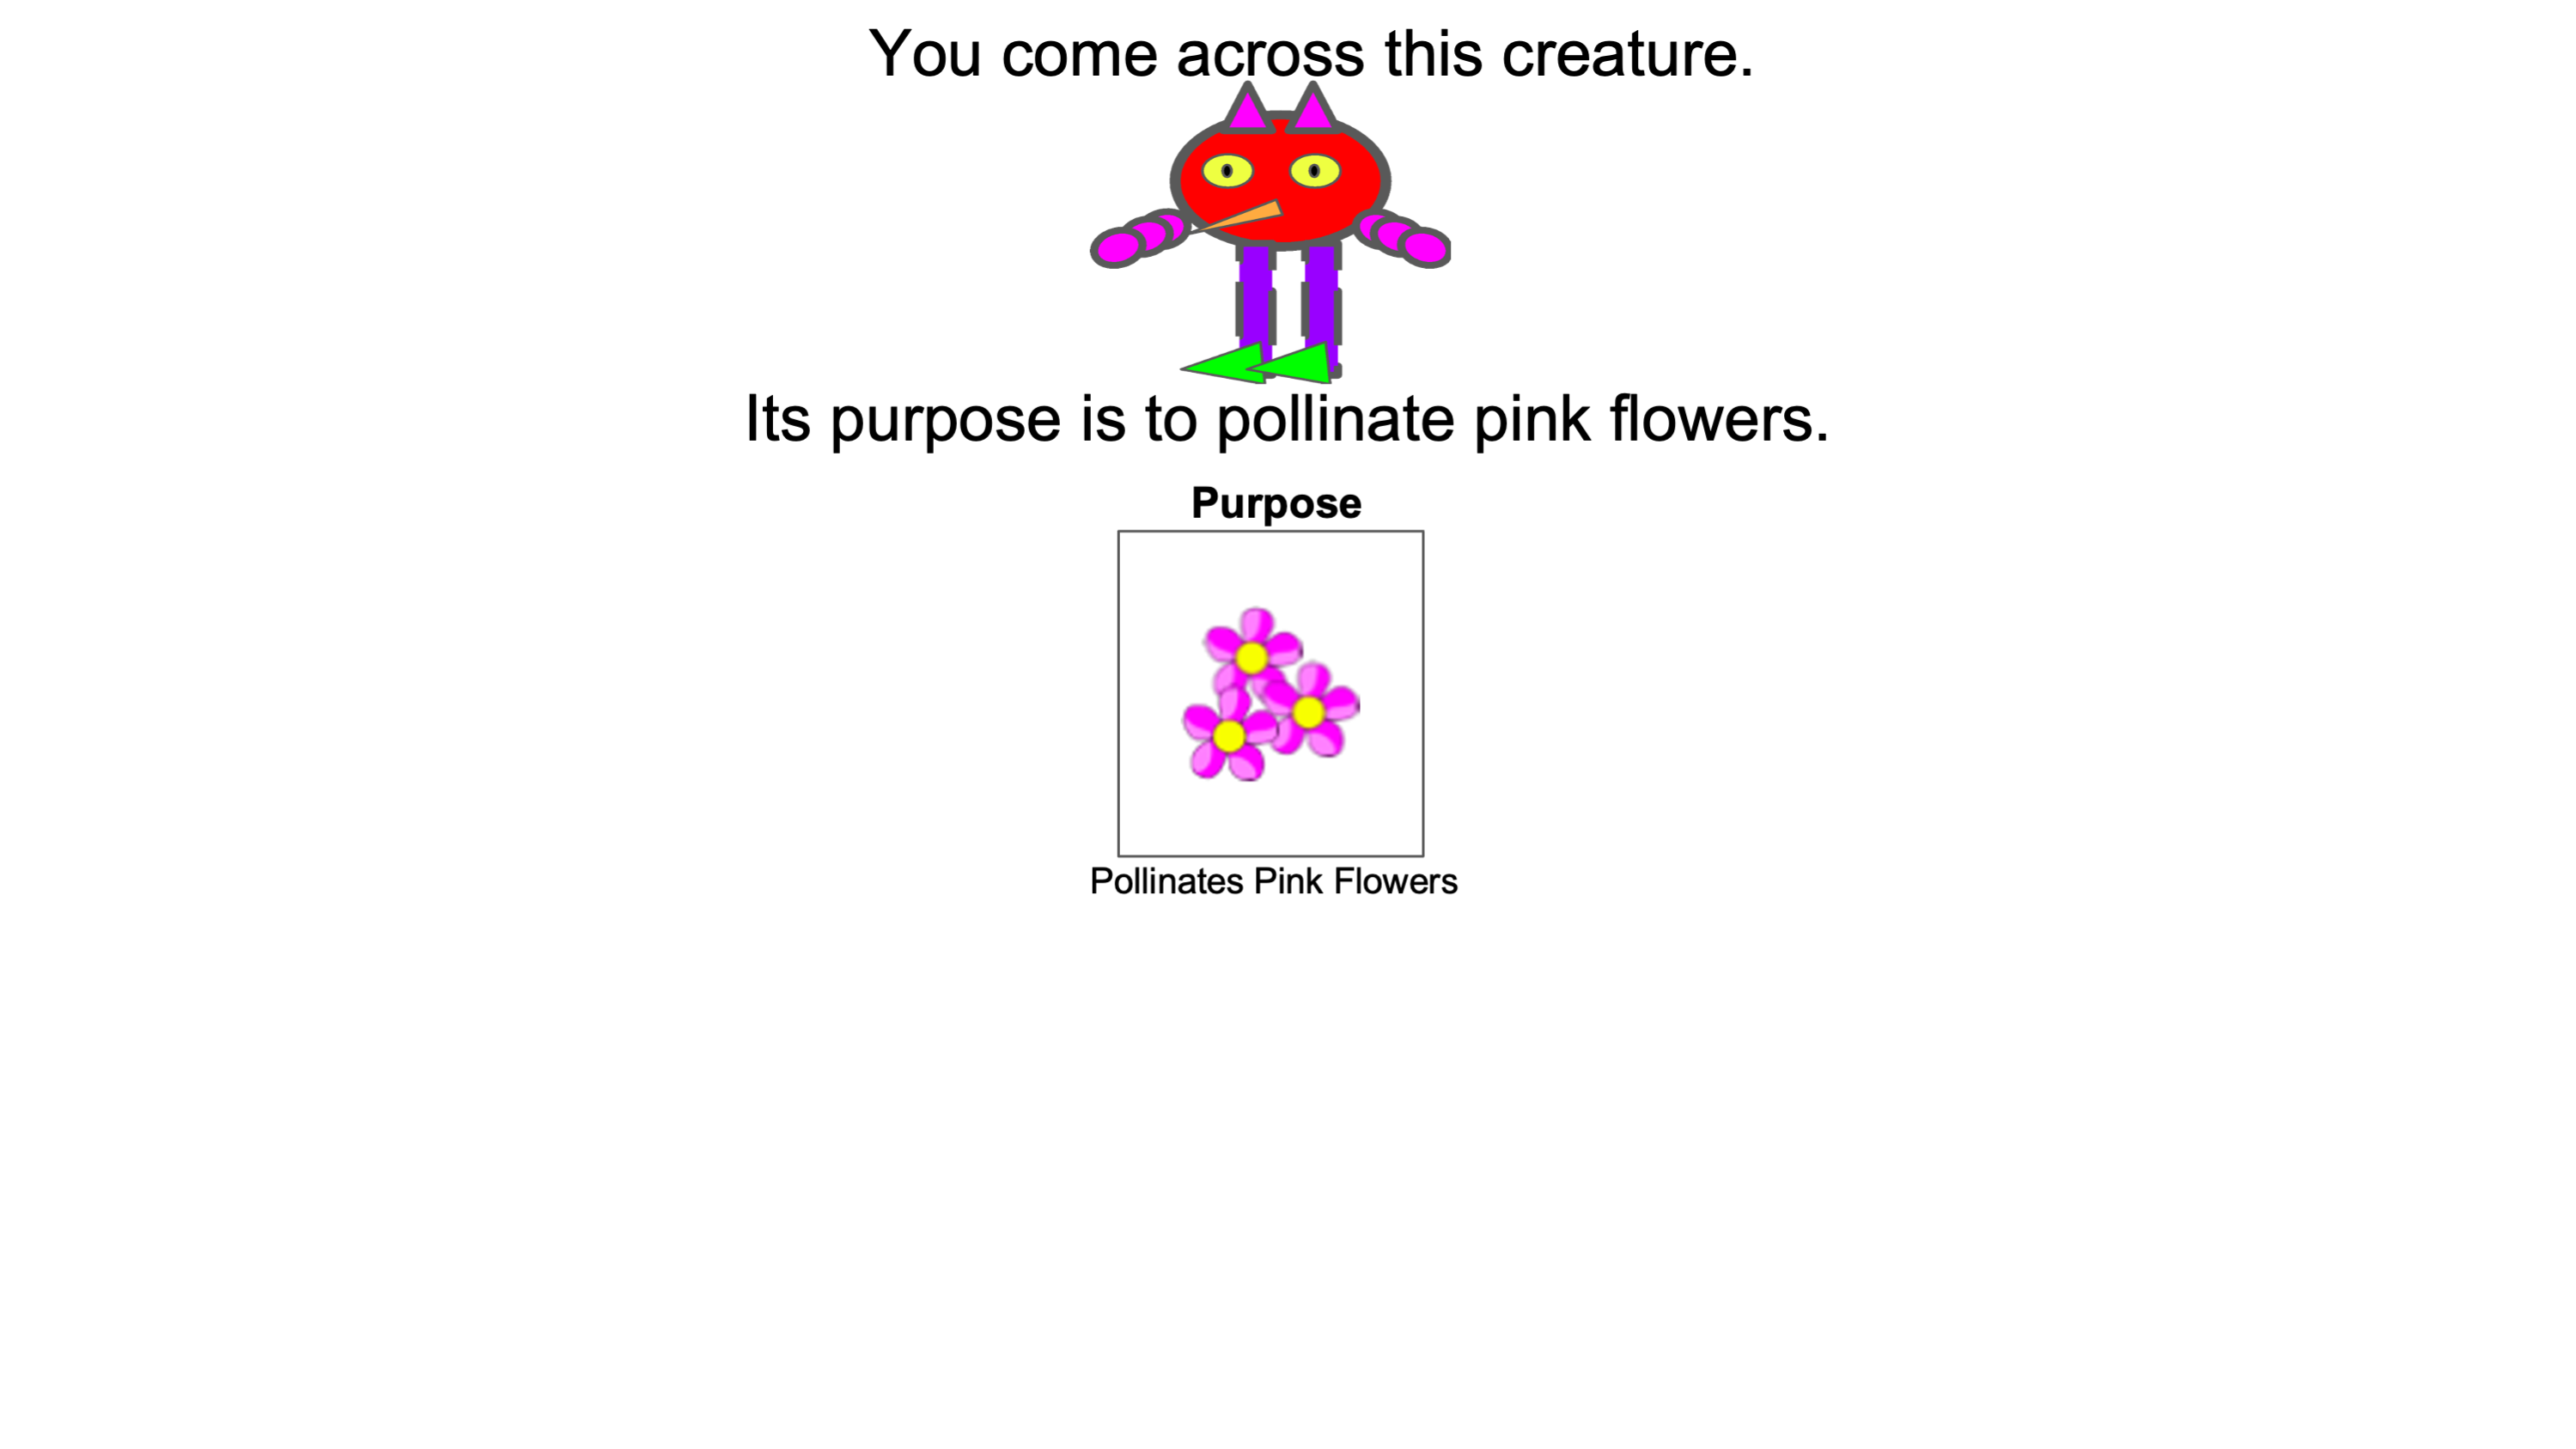 You come across this creature.
Its purpose is to pollinate pink flowers.
Purpose
Pollinates Pink Flowers